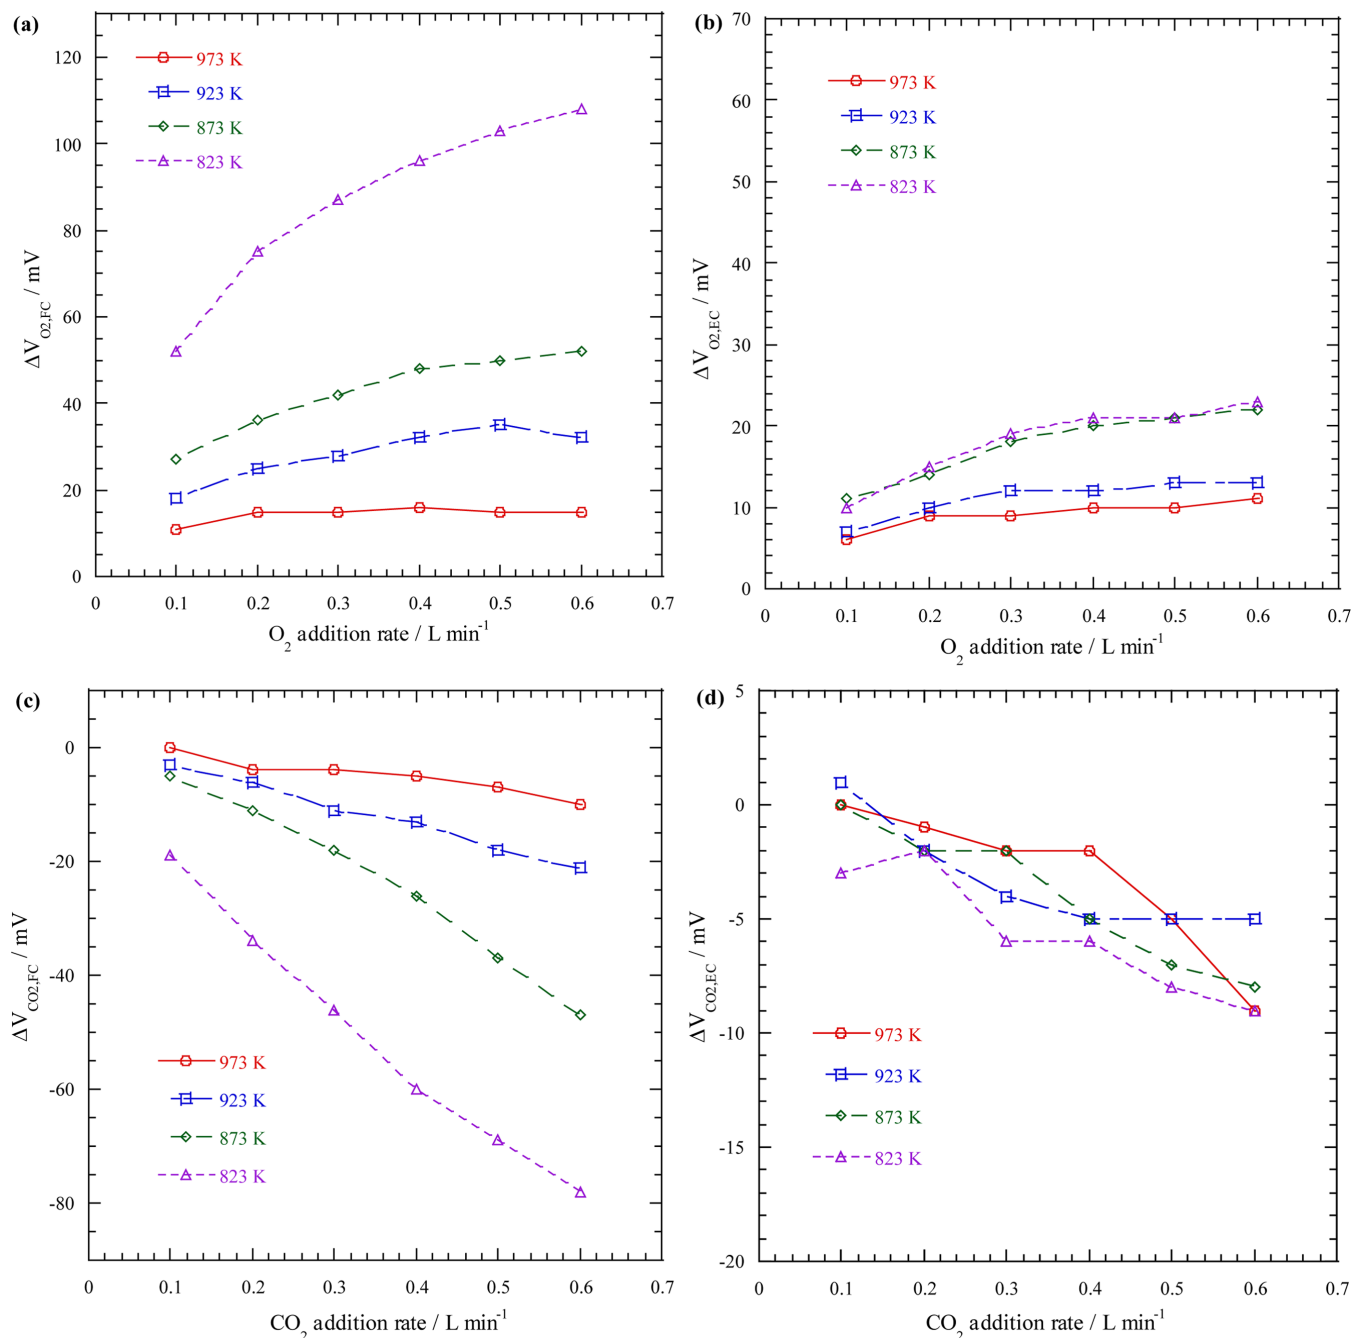 (a)
973 K
923 K
873 K
823 K
120
100
80
60
40
20
0
ΔV_O2,FC / mV
0 0.1 0.2 0.3 0.4 0.5 0.6 0.7
O₂ addition rate / L min⁻¹
(b)
973 K
923 K
873 K
823 K
70
60
50
40
30
20
10
0
ΔV_O2,EC / mV
0 0.1 0.2 0.3 0.4 0.5 0.6 0.7
O₂ addition rate / L min⁻¹
(c)
0
-20
-40
-60
-80
ΔV_CO2,FC / mV
973 K
923 K
873 K
823 K
0 0.1 0.2 0.3 0.4 0.5 0.6 0.7
CO₂ addition rate / L min⁻¹
(d)
5
0
-5
-10
-15
-20
ΔV_CO2,EC / mV
973 K
923 K
873 K
823 K
0 0.1 0.2 0.3 0.4 0.5 0.6 0.7
CO₂ addition rate / L min⁻¹